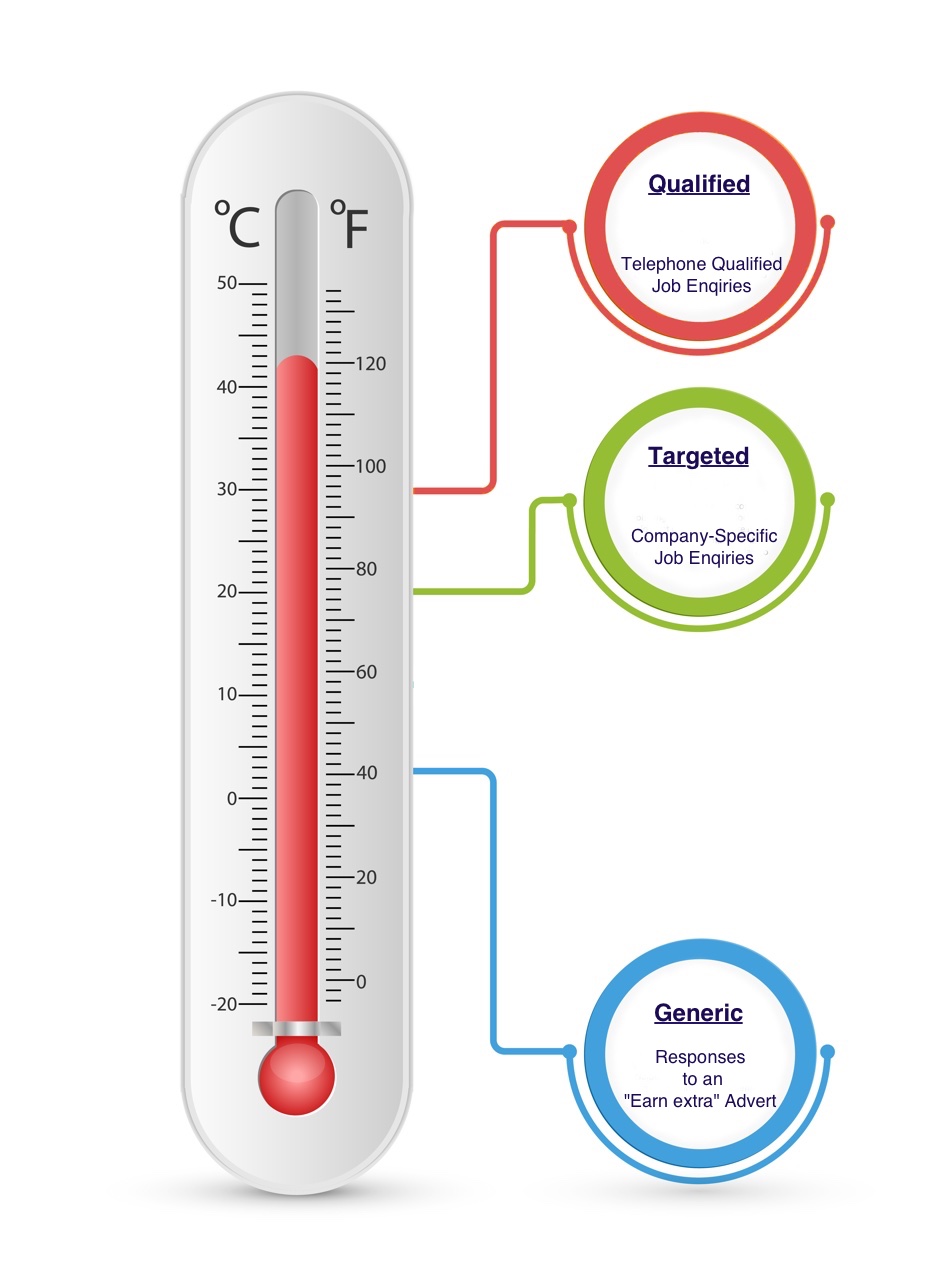 °C
°F
50
40
30
20
10
0
-10
-20
120
100
80
60
40
20
0
Qualified
Telephone Qualified
Job Enqiries
Targeted
Company-Specific
Job Enqiries
Generic
Responses
to an
"Earn extra" Advert